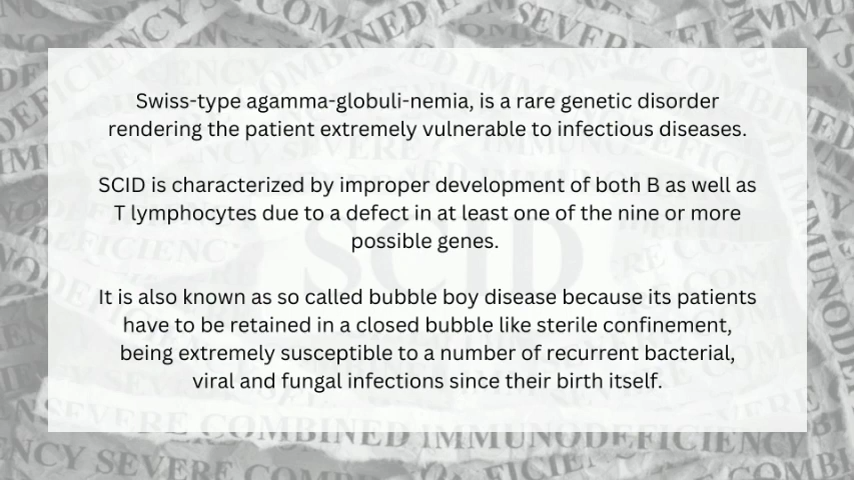 Swiss-type agamma-globuli-nemia, is a rare genetic disorder
rendering the patient extremely vulnerable to infectious diseases.
SCID is characterized by improper development of both B as well as
T lymphocytes due to a defect in at least one of the nine or more
possible genes.
It is also known as so called bubble boy disease because its patients
have to be retained in a closed bubble like sterile confinement,
being extremely susceptible to a number of recurrent bacterial,
viral and fungal infections since their birth itself.
SCID
SEVERE COMBINED IMMUNODEFICIENCY
NCY SEVERE